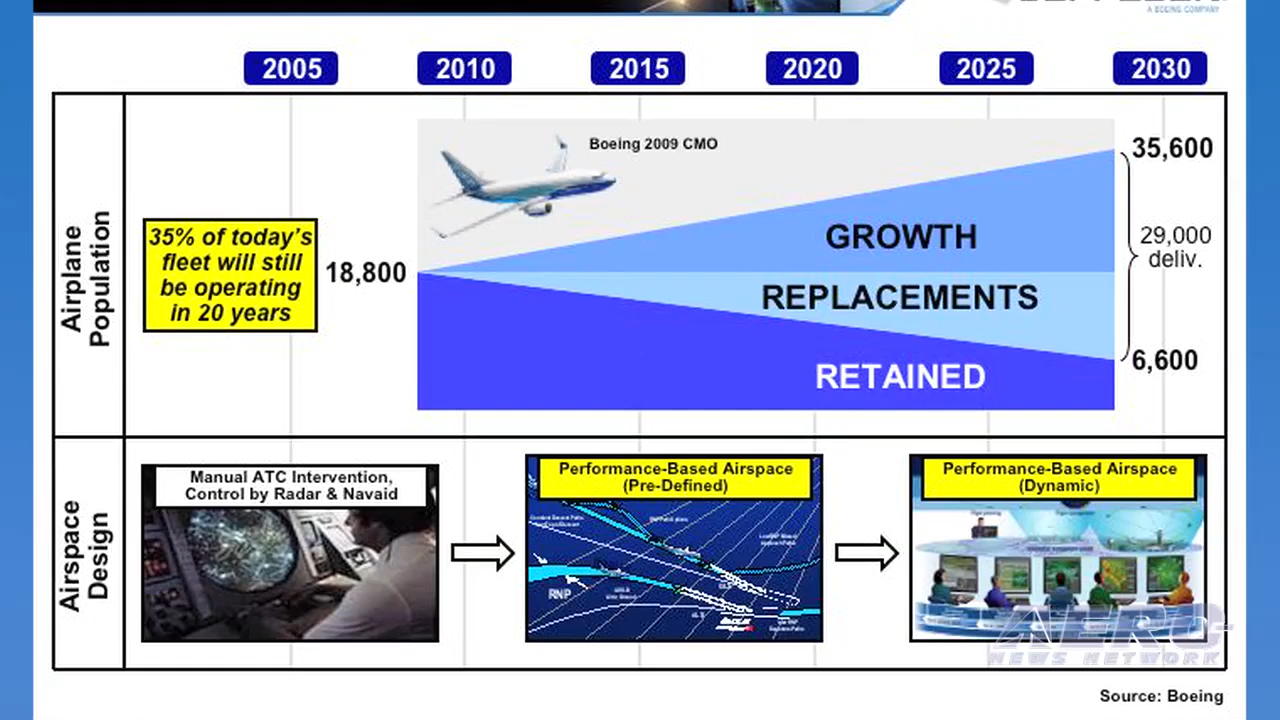 A BOEING COMPANY
2005 2010 2015 2020 2025 2030
Airplane
Population
Boeing 2009 CMO
35% of today's
fleet will still
be operating
in 20 years
18,800
GROWTH
REPLACEMENTS
RETAINED
35,600
29,000
deliv.
6,600
Airspace
Design
Manual ATC Intervention,
Control by Radar & Navaid
Performance-Based Airspace
(Pre-Defined)
RNP
Performance-Based Airspace
(Dynamic)
AERO-
NEWS NETWORK
Source: Boeing